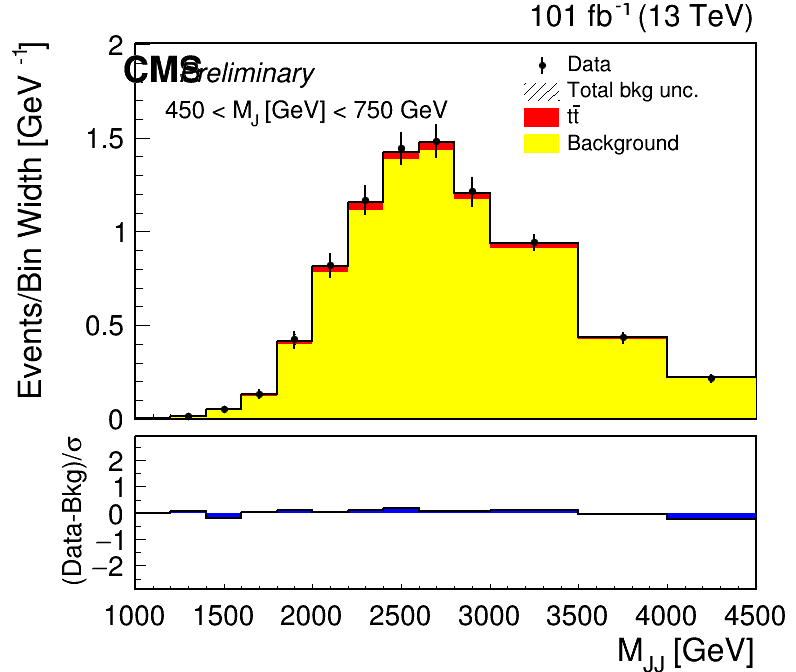 101 fb⁻¹ (13 TeV)
CMS Preliminary
450 < M_J [GeV] < 750 GeV
Data
Total bkg unc.
tt̄
Background
Events/Bin Width [GeV⁻¹]
2
1.5
1
0.5
0
(Data-Bkg)/σ
2
1
0
−1
−2
1000 1500 2000 2500 3000 3500 4000 4500
M_JJ [GeV]